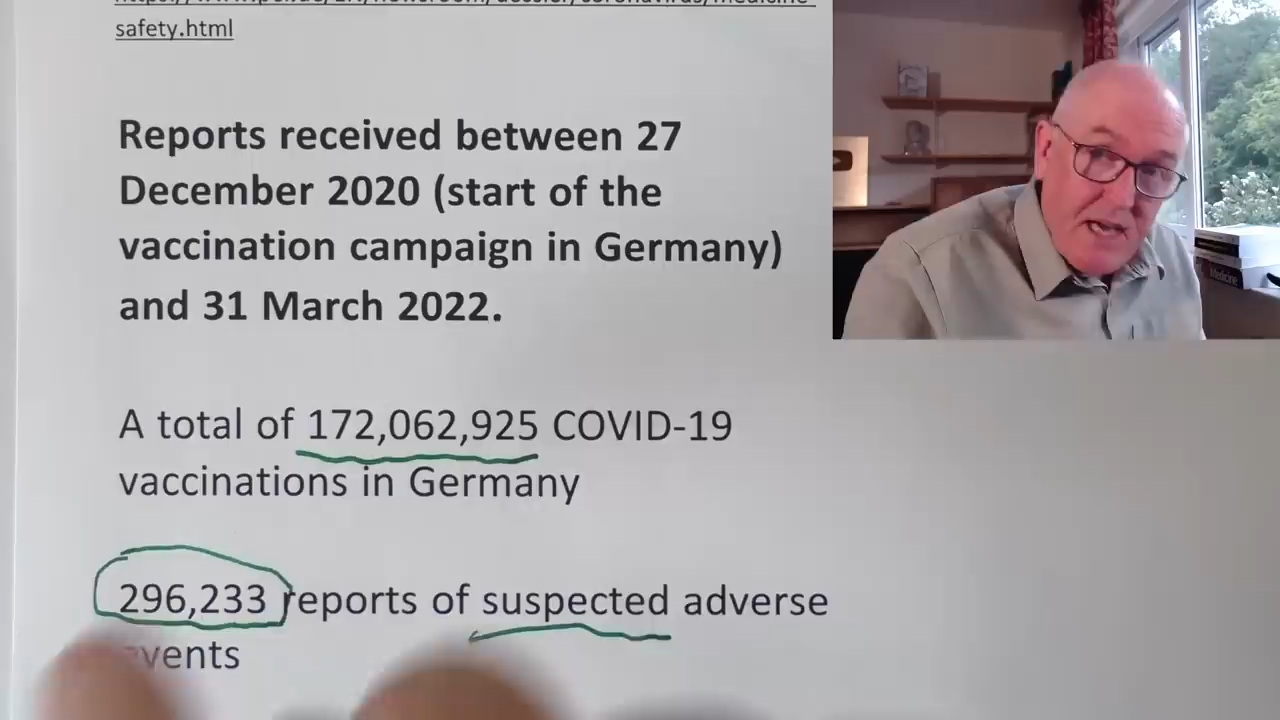 safety.html
Reports received between 27
December 2020 (start of the
vaccination campaign in Germany)
and 31 March 2022.
A total of 172,062,925 COVID-19
vaccinations in Germany
296,233 reports of suspected adverse
events
Medicine